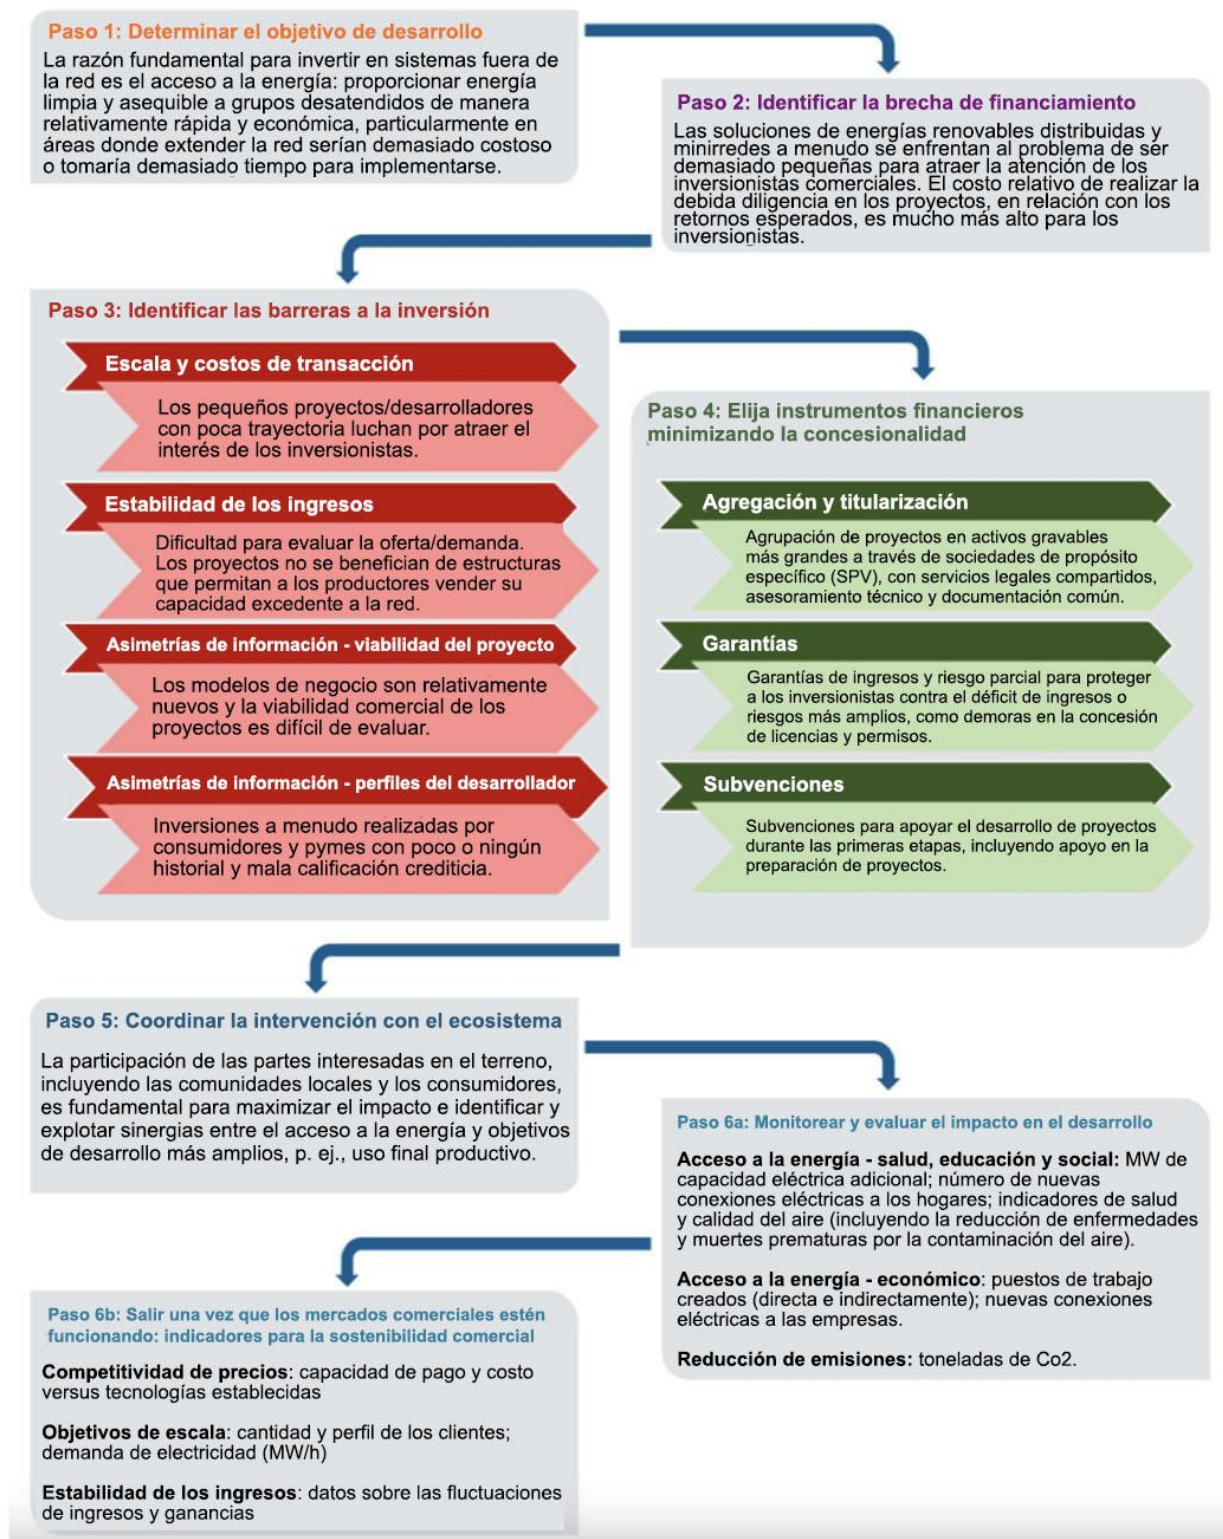 Paso 1: Determinar el objetivo de desarrollo
La razón fundamental para invertir en sistemas fuera de
la red es el acceso a la energía: proporcionar energía
limpia y asequible a grupos desatendidos de manera
relativamente rápida y económica, particularmente en
áreas donde extender la red serían demasiado costoso
o tomaría demasiado tiempo para implementarse.
Paso 2: Identificar la brecha de financiamiento
Las soluciones de energías renovables distribuidas y
minirredes a menudo se enfrentan al problema de ser
demasiado pequeñas para atraer la atención de los
inversionistas comerciales. El costo relativo de realizar la
debida diligencia en los proyectos, en relación con los
retornos esperados, es mucho más alto para los
inversionistas.
Paso 3: Identificar las barreras a la inversión
Escala y costos de transacción
Los pequeños proyectos/desarrolladores
con poca trayectoria luchan por atraer el
interés de los inversionistas.
Estabilidad de los ingresos
Dificultad para evaluar la oferta/demanda.
Los proyectos no se benefician de estructuras
que permitan a los productores vender su
capacidad excedente a la red.
Asimetrías de información - viabilidad del proyecto
Los modelos de negocio son relativamente
nuevos y la viabilidad comercial de los
proyectos es difícil de evaluar.
Asimetrías de información - perfiles del desarrollador
Inversiones a menudo realizadas por
consumidores y pymes con poco o ningún
historial y mala calificación crediticia.
Paso 4: Elija instrumentos financieros
minimizando la concesionalidad
Agregación y titularización
Agrupación de proyectos en activos gravables
más grandes a través de sociedades de propósito
específico (SPV), con servicios legales compartidos,
asesoramiento técnico y documentación común.
Garantías
Garantías de ingresos y riesgo parcial para proteger
a los inversionistas contra el déficit de ingresos o
riesgos más amplios, como demoras en la concesión
de licencias y permisos.
Subvenciones
Subvenciones para apoyar el desarrollo de proyectos
durante las primeras etapas, incluyendo apoyo en la
preparación de proyectos.
Paso 5: Coordinar la intervención con el ecosistema
La participación de las partes interesadas en el terreno,
incluyendo las comunidades locales y los consumidores,
es fundamental para maximizar el impacto e identificar y
explotar sinergias entre el acceso a la energía y objetivos
de desarrollo más amplios, p. ej., uso final productivo.
Paso 6a: Monitorear y evaluar el impacto en el desarrollo
Acceso a la energía - salud, educación y social: MW de
capacidad eléctrica adicional; número de nuevas
conexiones eléctricas a los hogares; indicadores de salud
y calidad del aire (incluyendo la reducción de enfermedades
y muertes prematuras por la contaminación del aire).
Acceso a la energía - económico: puestos de trabajo
creados (directa e indirectamente); nuevas conexiones
eléctricas a las empresas.
Reducción de emisiones: toneladas de Co2.
Paso 6b: Salir una vez que los mercados comerciales estén
funcionando: indicadores para la sostenibilidad comercial
Competitividad de precios: capacidad de pago y costo
versus tecnologías establecidas
Objetivos de escala: cantidad y perfil de los clientes;
demanda de electricidad (MW/h)
Estabilidad de los ingresos: datos sobre las fluctuaciones
de ingresos y ganancias